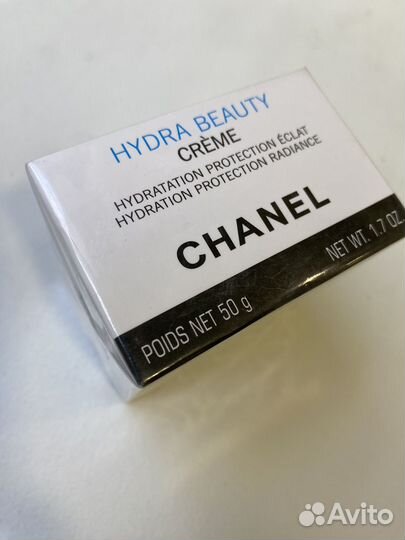 HYDRA BEAUTY
CRÈME
HYDRATATION PROTECTION ÉCLAT
HYDRATION PROTECTION RADIANCE
CHANEL
POIDS NET 50 g
NET WT. 1.7 OZ.
Avito